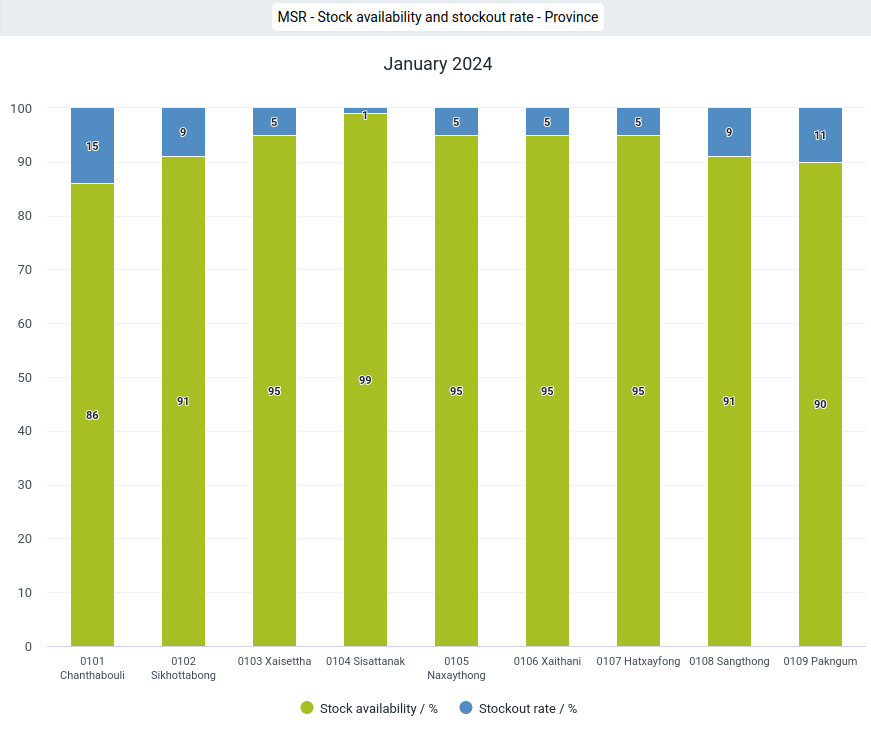 MSR - Stock availability and stockout rate - Province
January 2024
100
90
80
70
60
50
40
30
20
10
0
15
9
5
1
5
5
5
9
11
86
91
95
99
95
95
95
91
90
0101 Chanthabouli
0102 Sikhottabong
0103 Xaisettha
0104 Sisattanak
0105 Naxaythong
0106 Xaithani
0107 Hatxayfong
0108 Sangthong
0109 Pakngum
Stock availability / %
Stockout rate / %